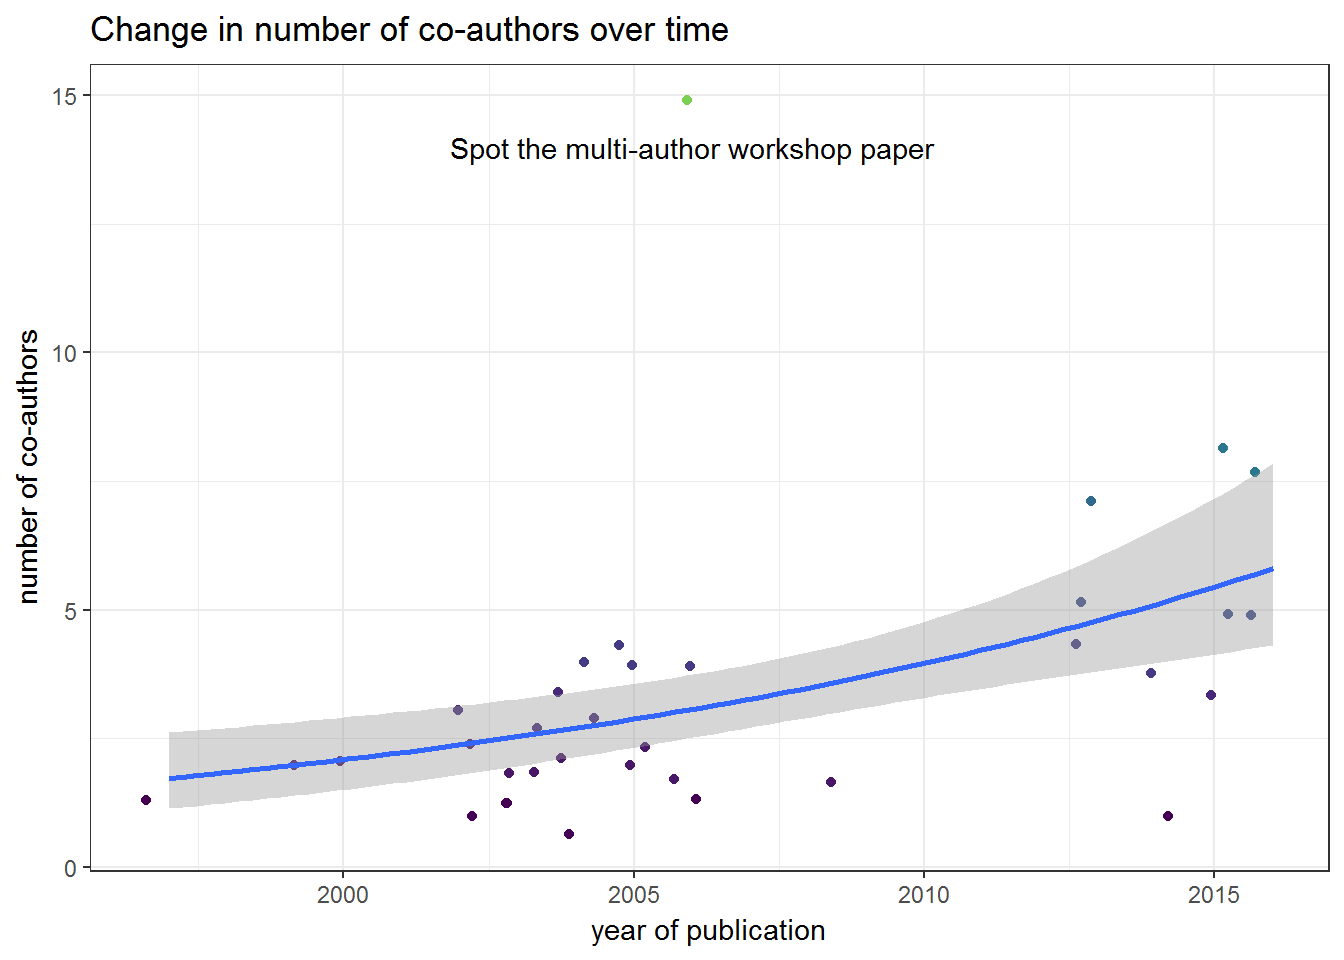 Change in number of co-authors over time
15
Spot the multi-author workshop paper
10
number of co-authors
5
0
2000 2005 2010 2015
year of publication